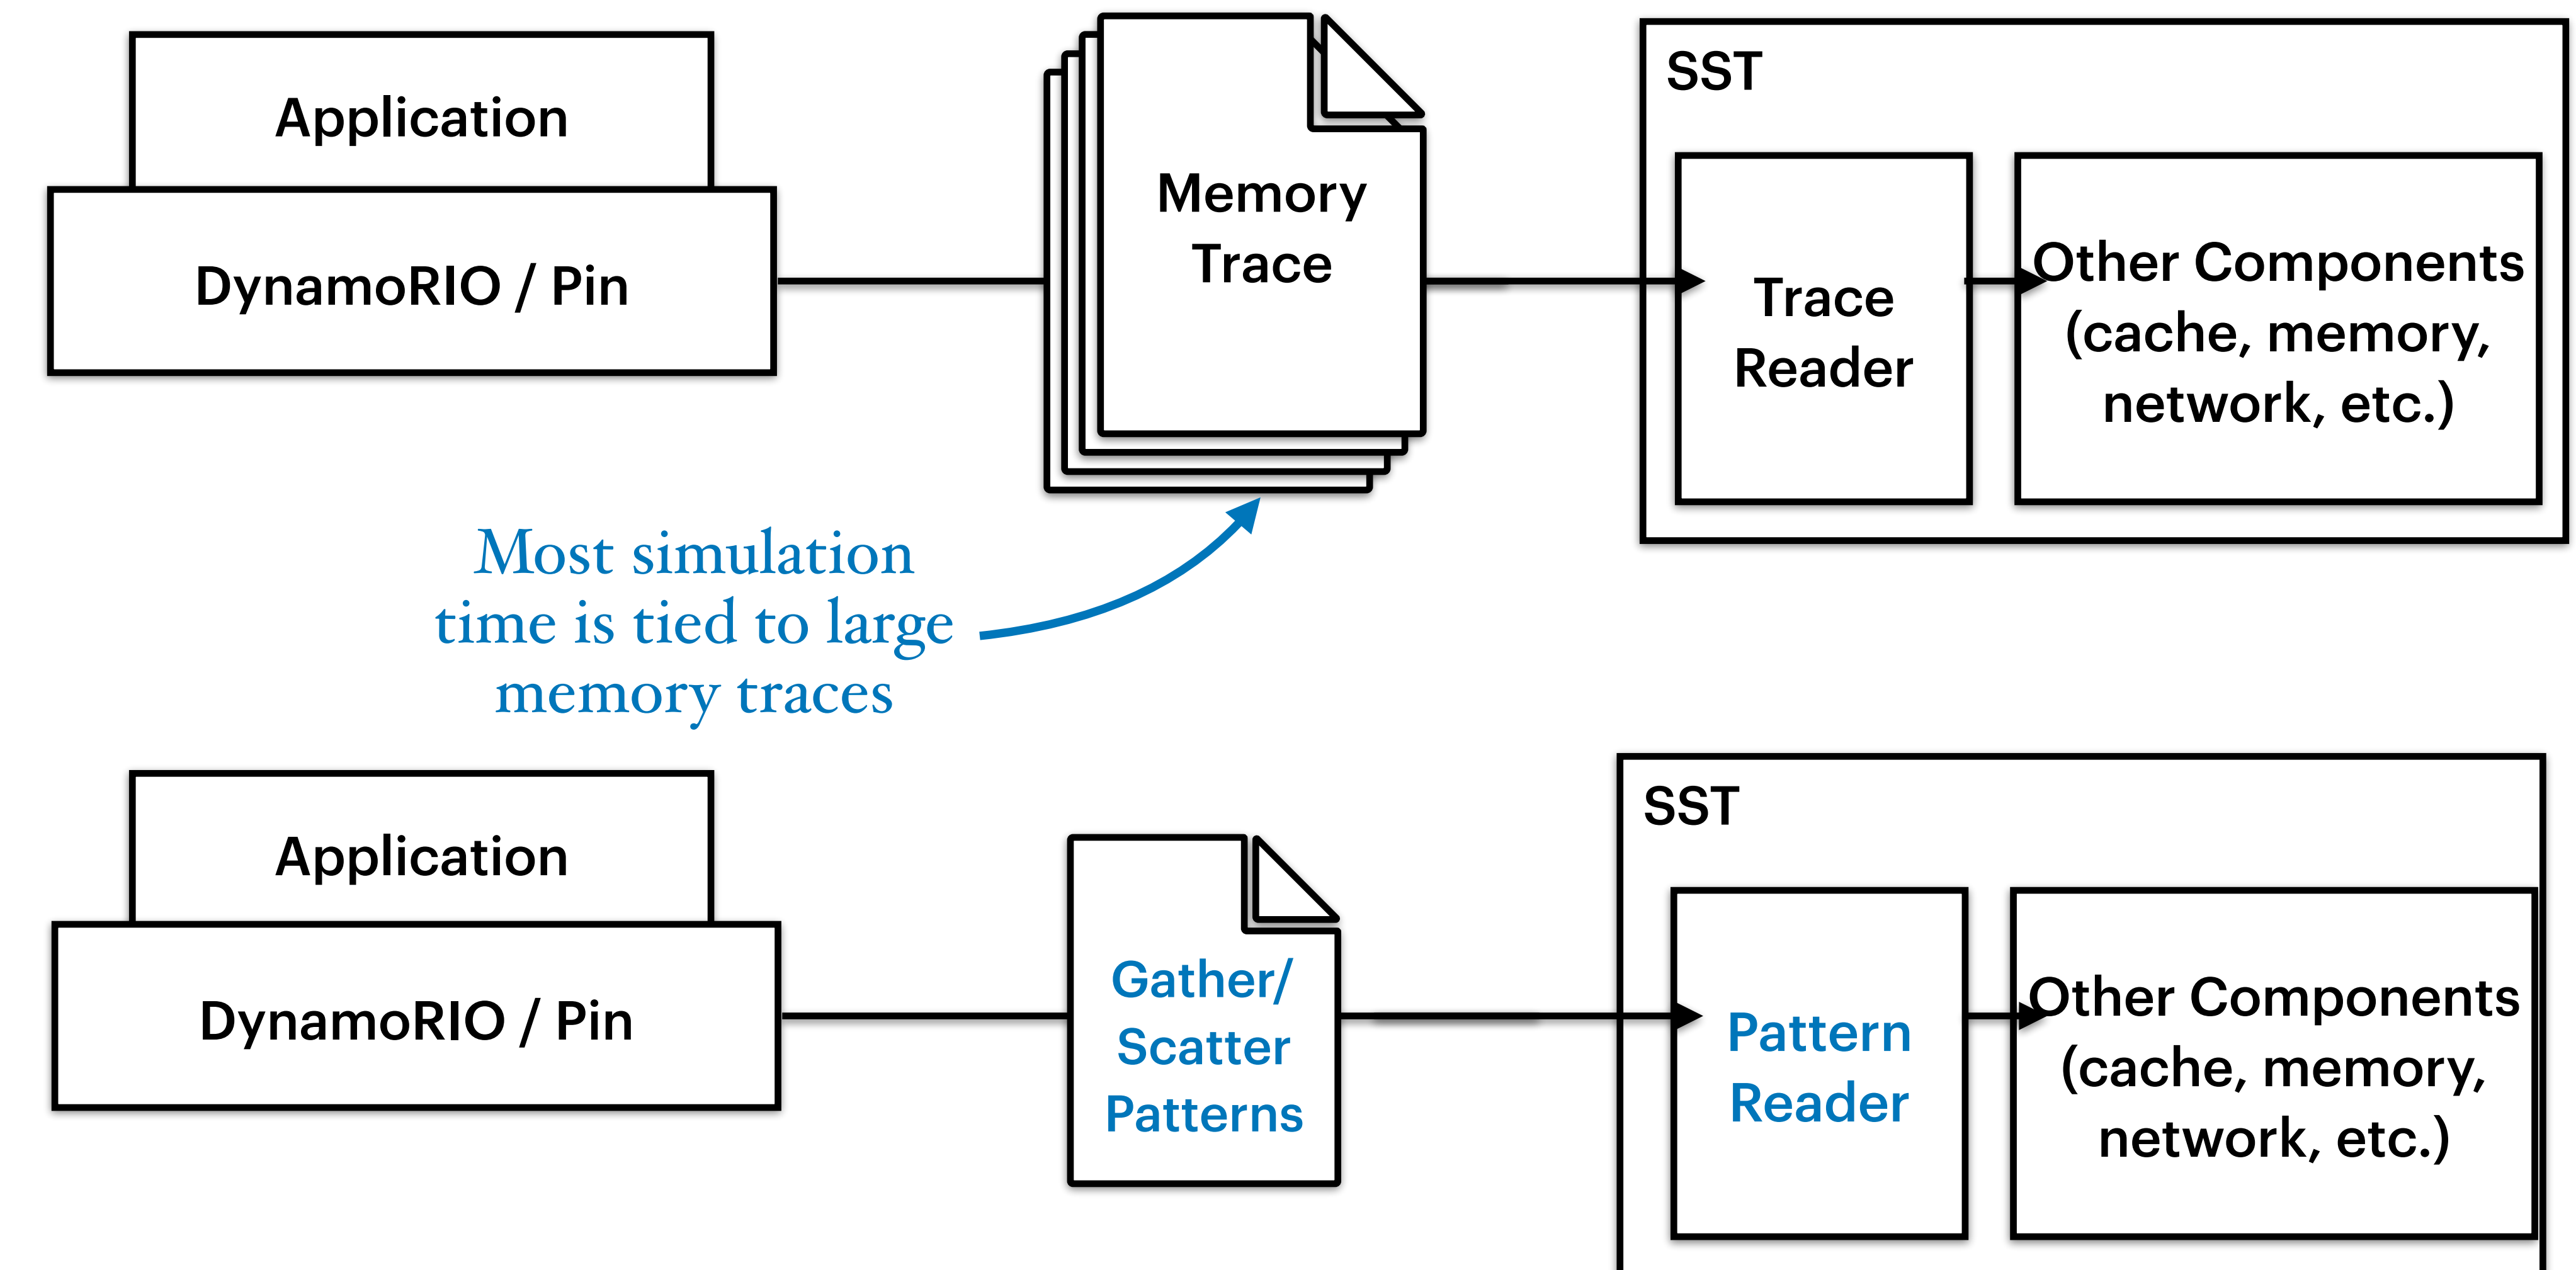 Application
DynamoRIO / Pin
Memory
Trace
SST
Trace
Reader
Other Components
(cache, memory,
network, etc.)
Most simulation
time is tied to large
memory traces
Application
DynamoRIO / Pin
Gather/
Scatter
Patterns
SST
Pattern
Reader
Other Components
(cache, memory,
network, etc.)